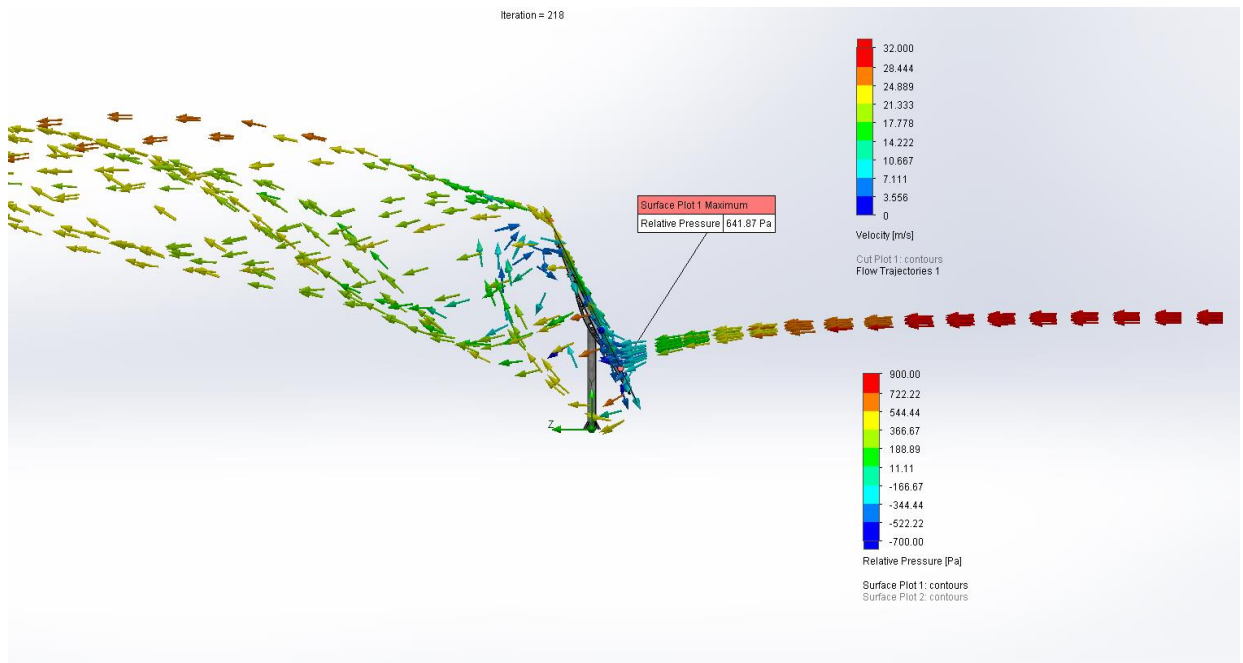 Iteration = 218
32.000
28.444
24.889
21.333
17.778
14.222
10.667
7.111
3.556
0
Velocity [m/s]
Cut Plot 1: contours
Flow Trajectories 1
Surface Plot 1 Maximum
Relative Pressure 641.87 Pa
900.00
722.22
544.44
366.67
188.89
11.11
-166.67
-344.44
-522.22
-700.00
Relative Pressure [Pa]
Surface Plot 1: contours
Surface Plot 2: contours
Z